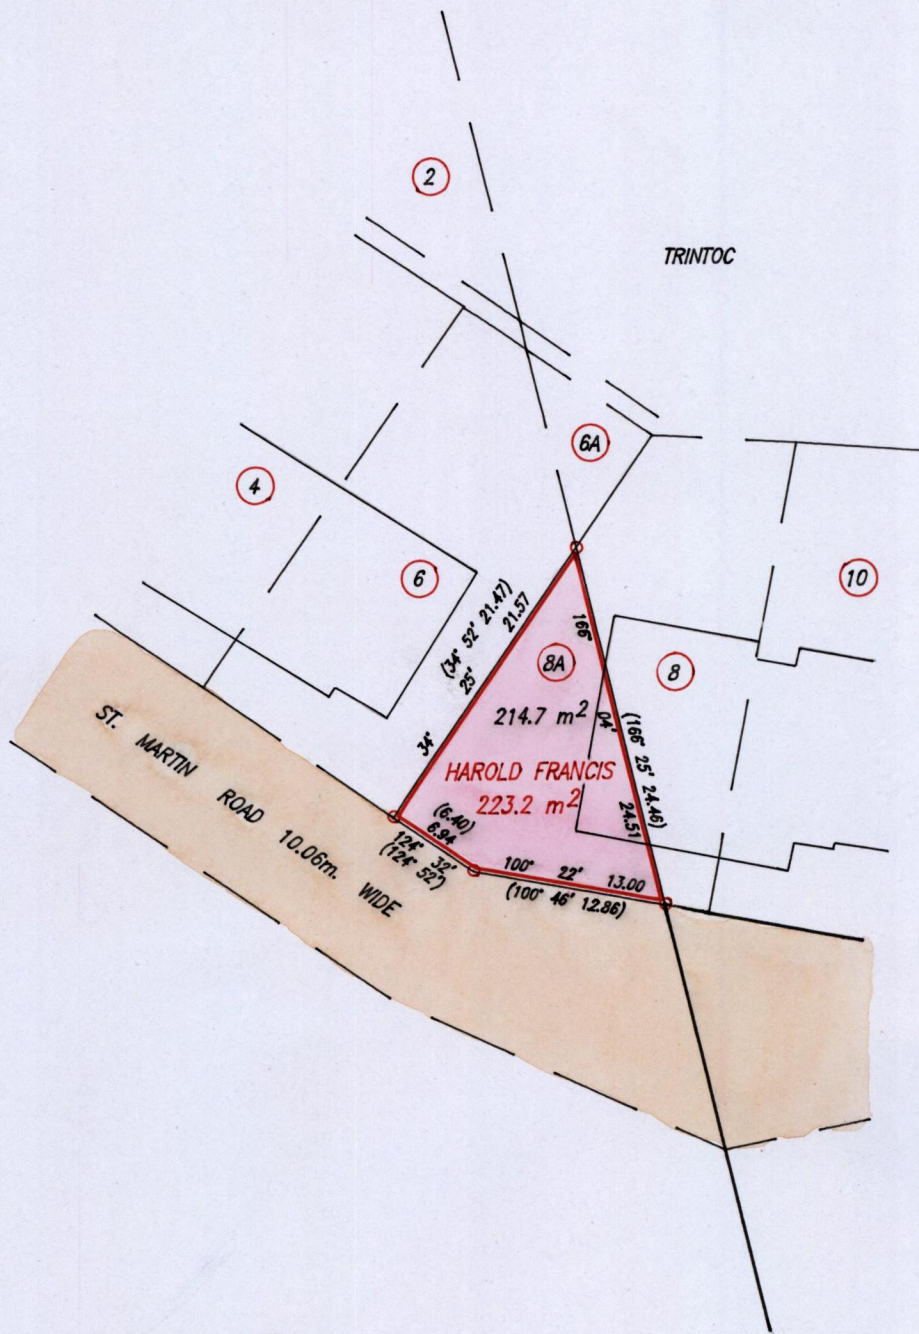 2
TRINTOC
6A
4
6
10
(34° 52' 21.47)
34° 25' 21.57
8A
8
166° 04' 24.51
(166° 25' 24.46)
214.7 m²
HAROLD FRANCIS
223.2 m²
ST. MARTIN ROAD 10.06m. WIDE
(6.40)
6.94
124° 32'
(124° 52')
100° 22' 13.00
(100° 46' 12.86)